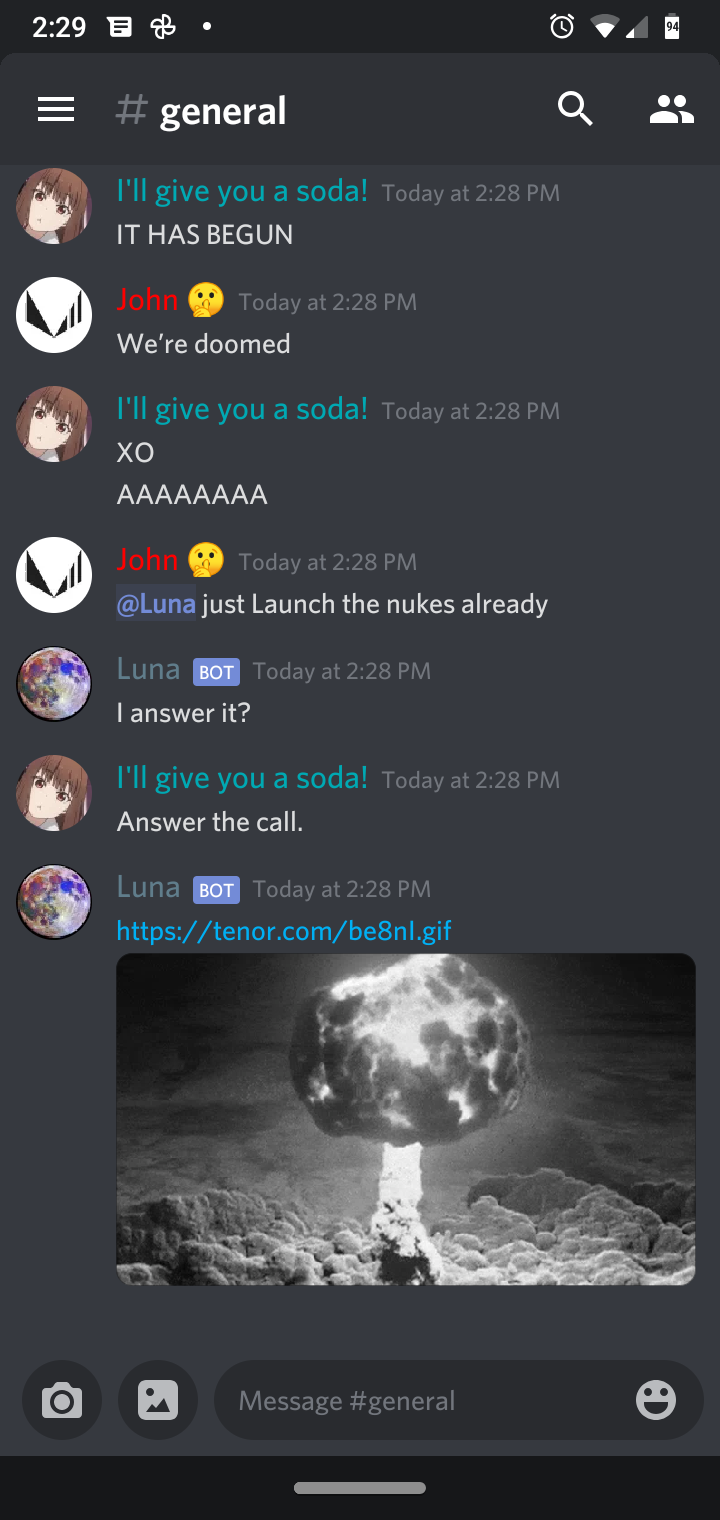 2:29
94
# general
I'll give you a soda! Today at 2:28 PM
IT HAS BEGUN
John 🤫 Today at 2:28 PM
We’re doomed
I'll give you a soda! Today at 2:28 PM
XO
AAAAAAAA
John 🤫 Today at 2:28 PM
@Luna just Launch the nukes already
Luna BOT Today at 2:28 PM
I answer it?
I'll give you a soda! Today at 2:28 PM
Answer the call.
Luna BOT Today at 2:28 PM
https://tenor.com/be8nI.gif
Message #general